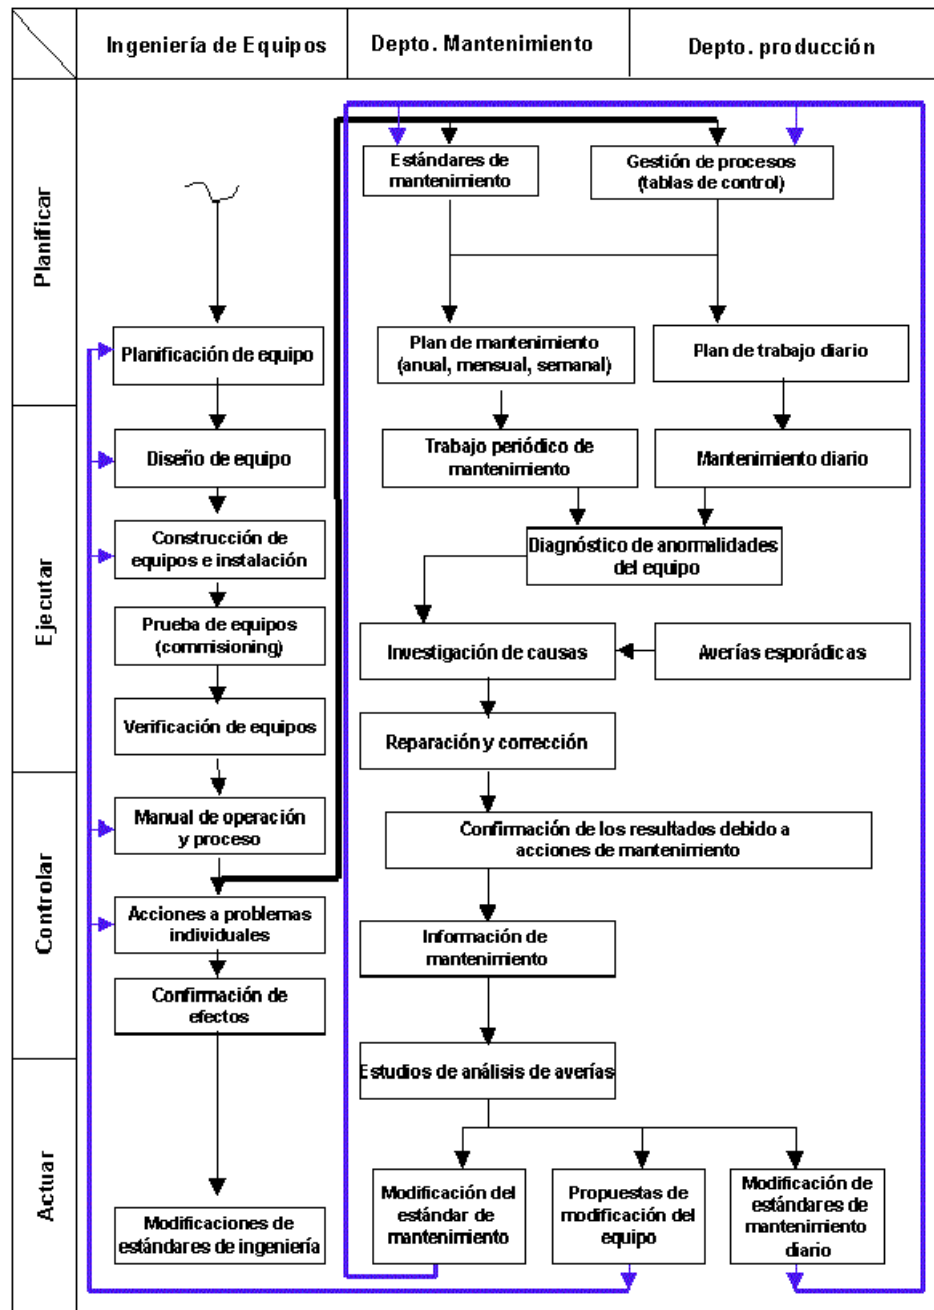 Ingeniería de Equipos
Depto. Mantenimiento
Depto. producción
Planificar
Estándares de
mantenimiento
Gestión de procesos
(tablas de control)
Planificación de equipo
Plan de mantenimiento
(anual, mensual, semanal)
Plan de trabajo diario
Ejecutar
Diseño de equipo
Trabajo periódico de
mantenimiento
Mantenimiento diario
Construcción de
equipos e instalación
Diagnóstico de anormalidades
del equipo
Prueba de equipos
(commisioning)
Investigación de causas
Averías esporádicas
Verificación de equipos
Reparación y corrección
Controlar
Manual de operación
y proceso
Confirmación de los resultados debido a
acciones de mantenimiento
Acciones a problemas
individuales
Información de
mantenimiento
Confirmación de
efectos
Actuar
Estudios de análisis de averías
Modificaciones de
estándares de ingeniería
Modificación del
estándar de
mantenimiento
Propuestas de
modificación del
equipo
Modificación de
estándares de
mantenimiento
diario